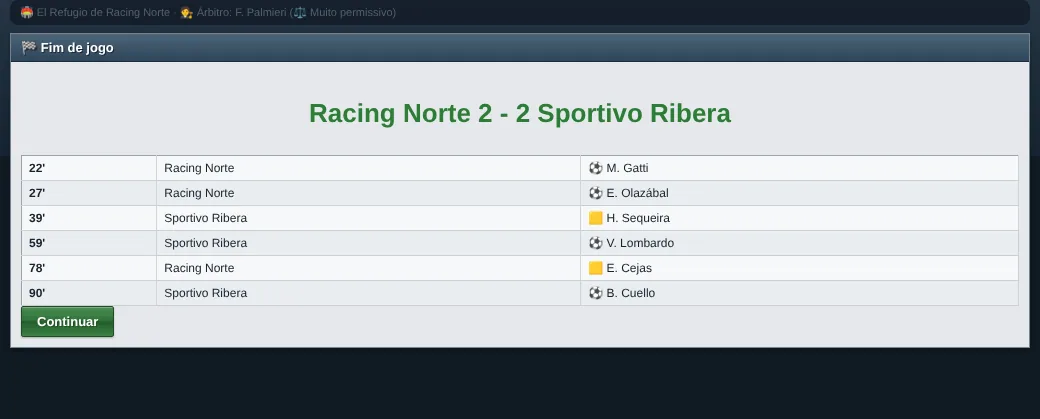 El Refugio de Racing Norte · Árbitro: F. Palmieri (Muito permissivo)
Fim de jogo
Racing Norte 2 - 2 Sportivo Ribera
22' Racing Norte M. Gatti
27' Racing Norte E. Olazábal
39' Sportivo Ribera H. Sequeira
59' Sportivo Ribera V. Lombardo
78' Racing Norte E. Cejas
90' Sportivo Ribera B. Cuello
Continuar